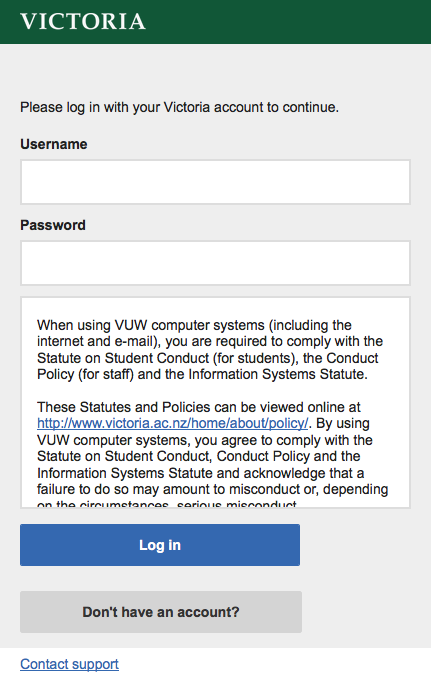 VICTORIA
Please log in with your Victoria account to continue.
Username
Password
When using VUW computer systems (including the
internet and e-mail), you are required to comply with the
Statute on Student Conduct (for students), the Conduct
Policy (for staff) and the Information Systems Statute.
These Statutes and Policies can be viewed online at
http://www.victoria.ac.nz/home/about/policy/. By using
VUW computer systems, you agree to comply with the
Statute on Student Conduct, Conduct Policy and the
Information Systems Statute and acknowledge that a
failure to do so may amount to misconduct or, depending
on the circumstances, serious misconduct.
Log in
Don't have an account?
Contact support